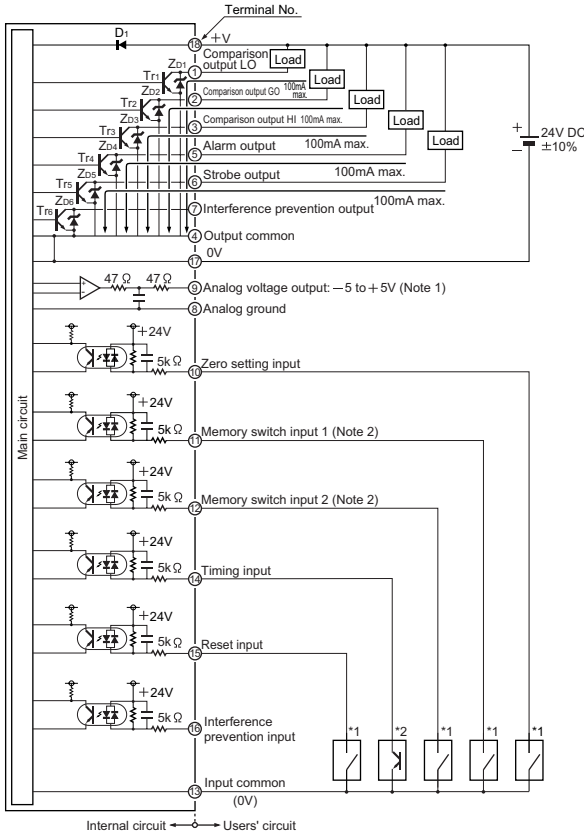 Terminal No.
D1
18 +V
Comparison
output LO
Load
ZD1
1
Tr1
ZD2
2
Comparison output GO
100mA
max.
Load
Tr2
ZD3
3
Comparison output HI 100mA max.
Load
Tr3
ZD4
5
Alarm output
100mA max.
Load
Tr4
ZD5
6
Strobe output
100mA max.
Load
Tr5
ZD6
7
Interference prevention output
100mA max.
Tr6
4
Output common
0V
17
+
−
24V DC
±10%
47 Ω
47 Ω
+
−
9
Analog voltage output: −5 to +5V (Note 1)
8
Analog ground
Main circuit
+24V
5k Ω
10
Zero setting input
+24V
5k Ω
11
Memory switch input 1 (Note 2)
+24V
5k Ω
12
Memory switch input 2 (Note 2)
+24V
5k Ω
14
Timing input
+24V
5k Ω
15
Reset input
+24V
5k Ω
16
Interference
prevention input
*1
*2
*1
*1
*1
13
Input common
(0V)
Internal circuit
Users' circuit